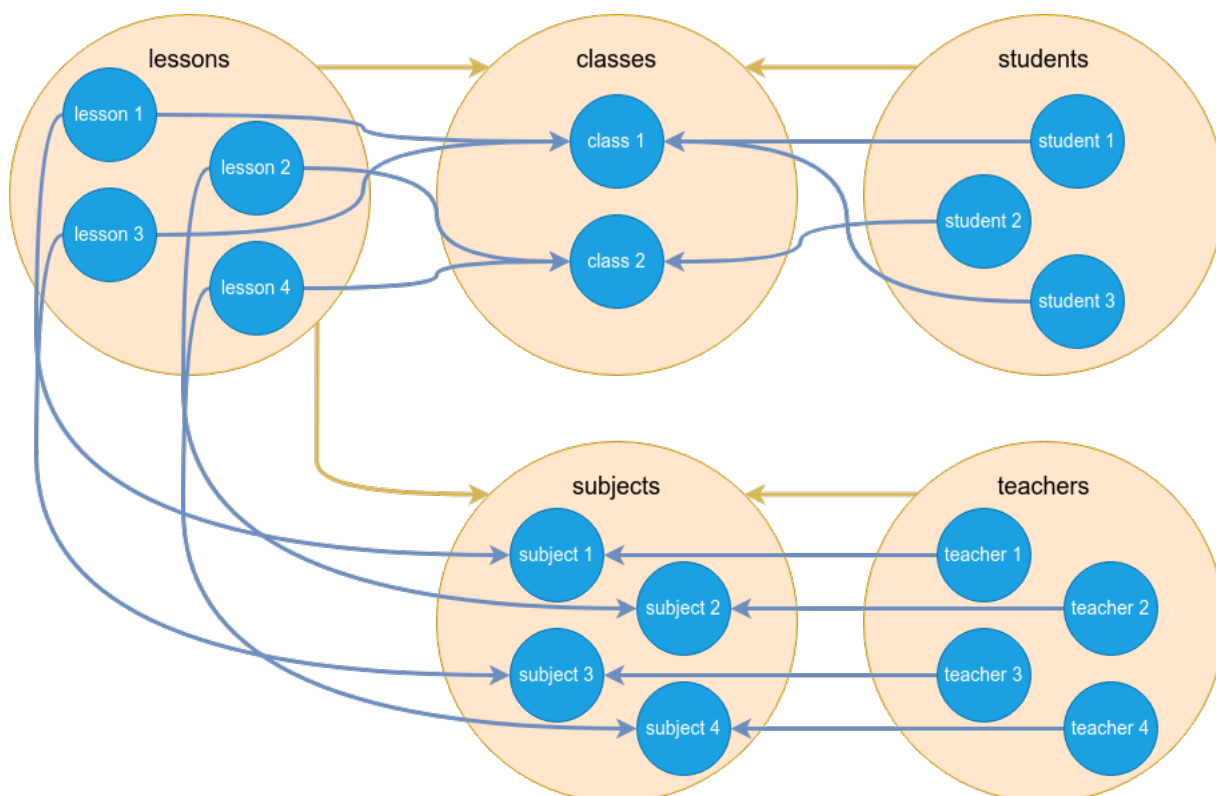 lessons
lesson 1
lesson 2
lesson 3
lesson 4
classes
class 1
class 2
students
student 1
student 2
student 3
subjects
subject 1
subject 2
subject 3
subject 4
teachers
teacher 1
teacher 2
teacher 3
teacher 4